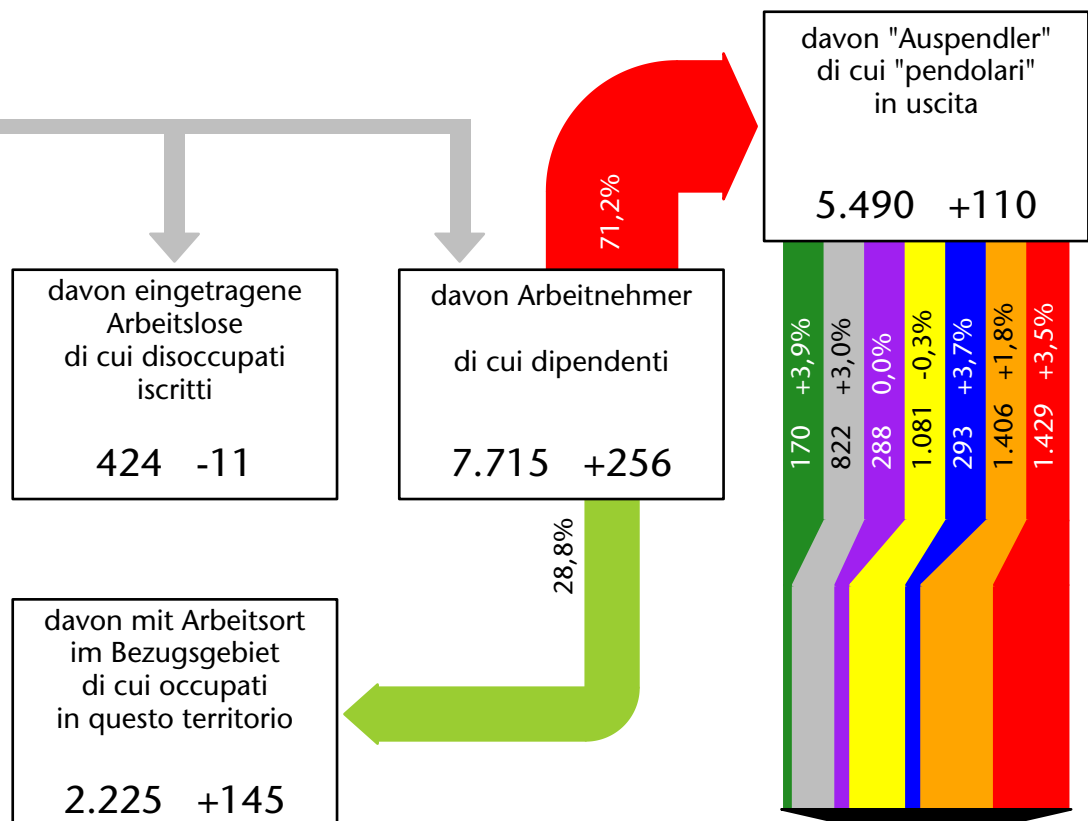 davon "Auspendler"
di cui "pendolari"
in uscita
5.490 +110
71,2%
davon eingetragene
Arbeitslose
di cui disoccupati
iscritti
424 -11
davon Arbeitnehmer
di cui dipendenti
7.715 +256
170 +3,9%
822 +3,0%
288 0,0%
1.081 -0,3%
293 +3,7%
1.406 +1,8%
1.429 +3,5%
28,8%
davon mit Arbeitsort
im Bezugsgebiet
di cui occupati
in questo territorio
2.225 +145